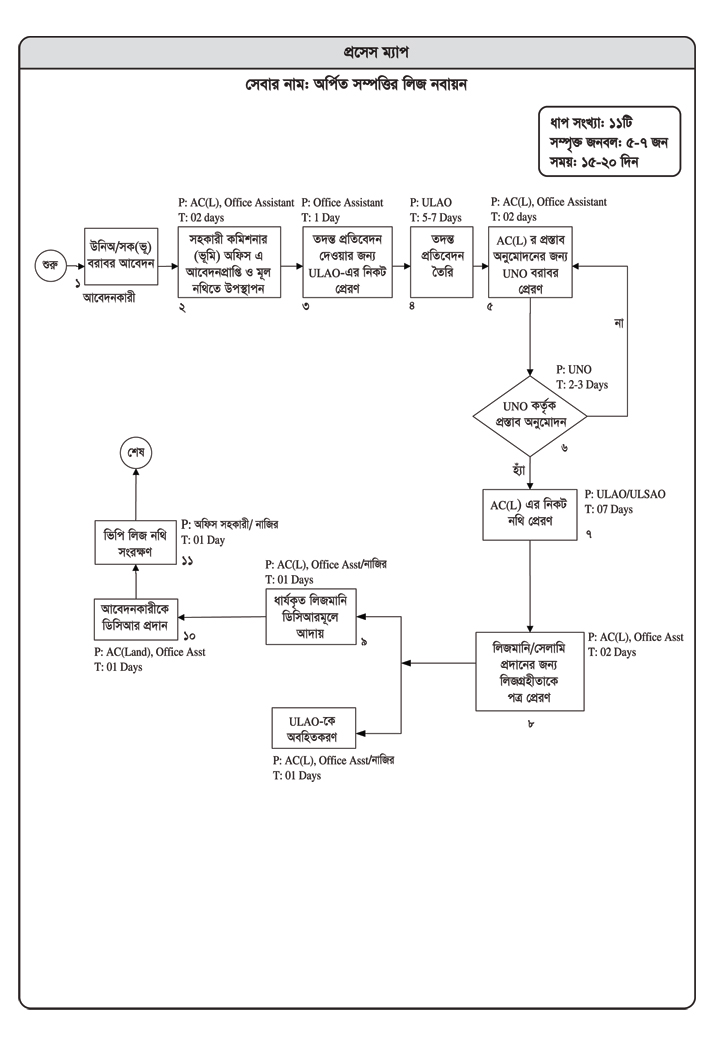 প্রসেস ম্যাপ
সেবার নাম: অর্পিত সম্পত্তির লিজ নবায়ন
ধাপ সংখ্যা: ১১টি
সম্পৃক্ত জনবল: ৫-৭ জন
সময়: ১৫-২০ দিন
শুরু
উনিঅ/সক(ভূ)
বরাবর আবেদন
১
আবেদনকারী
P: AC(L), Office Assistant
T: 02 days
সহকারী কমিশনার
(ভূমি) অফিস এ
আবেদনপ্রাপ্তি ও মূল
নথিতে উপস্থাপন
২
P: Office Assistant
T: 1 Day
তদন্ত প্রতিবেদন
দেওয়ার জন্য
ULAO-এর নিকট
প্রেরণ
৩
P: ULAO
T: 5-7 Days
তদন্ত
প্রতিবেদন
তৈরি
৪
P: AC(L), Office Assistant
T: 02 days
AC(L) র প্রস্তাব
অনুমোদনের জন্য
UNO বরাবর
প্রেরণ
৫
না
P: UNO
T: 2-3 Days
UNO কর্তৃক
প্রস্তাব অনুমোদন
৬
হ্যাঁ
AC(L) এর নিকট
নথি প্রেরণ
P: ULAO/ULSAO
T: 07 Days
৭
লিজমানি/সেলামি
প্রদানের জন্য
লিজগ্রহীতাকে
পত্র প্রেরণ
P: AC(L), Office Asst
T: 02 Days
৮
P: AC(L), Office Asst/নাজির
T: 01 Days
ধার্যকৃত লিজমানি
ডিসিআরমূলে
আদায়
৯
ULAO-কে
অবহিতকরণ
P: AC(L), Office Asst/নাজির
T: 01 Days
আবেদনকারীকে
ডিসিআর প্রদান
১০
P: AC(Land), Office Asst
T: 01 Days
ভিপি লিজ নথি
সংরক্ষণ
P: অফিস সহকারী/ নাজির
T: 01 Day
১১
শেষ